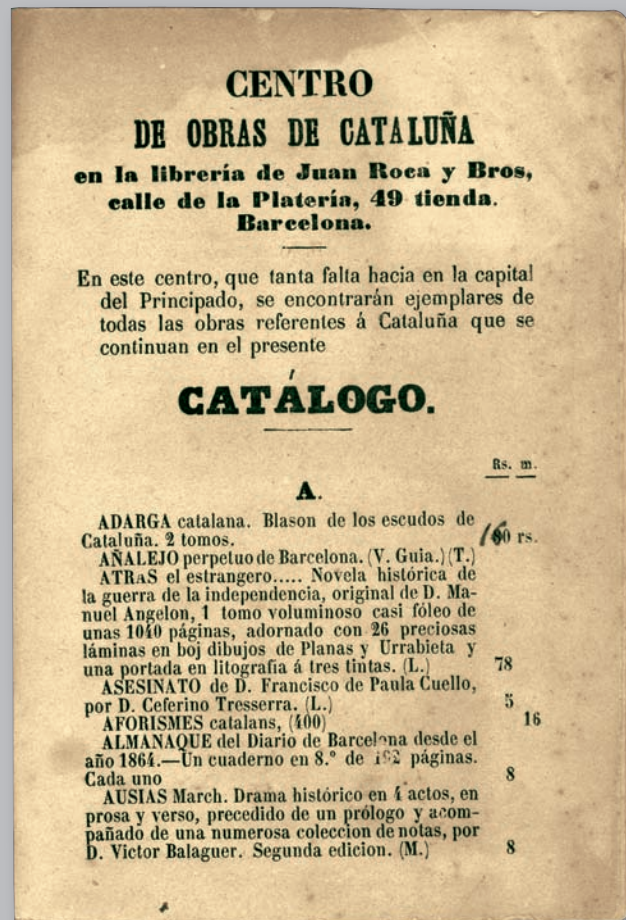 CENTRO
DE OBRAS DE CATALUÑA
en la librería de Juan Roca y Bros,
calle de la Platería, 49 tienda.
Barcelona.
En este centro, que tanta falta hacia en la capital
del Principado, se encontrarán ejemplares de
todas las obras referentes á Cataluña que se
continuan en el presente
CATÁLOGO.
Rs. m.
A.
ADARGA catalana. Blason de los escudos de
Cataluña. 2 tomos. rs.
AÑALEJO perpetuo de Barcelona. (V. Guia.) (T.)
ATRaS el estrangero..... Novela histórica de
la guerra de la independencia, original de D. Ma-
nuel Angelon, 1 tomo voluminoso casi fóleo de
unas 1040 páginas, adornado con 26 preciosas
láminas en boj dibujos de Planas y Urrabieta y
una portada en litografia á tres tintas. (L.) 78
ASESINATO de D. Francisco de Paula Cuello,
por D. Ceferino Tresserra. (L.) 5
AFORISMES catalans, (400) 16
ALMANAQUE del Diario de Barcelona desde el
año 1864.—Un cuaderno en 8.° de páginas.
Cada uno 8
AUSIAS March. Drama histórico en 4 actos, en
prosa y verso, precedido de un prólogo y acom-
pañado de una numerosa coleccion de notas, por
D. Victor Balaguer. Segunda edicion. (M.) 8